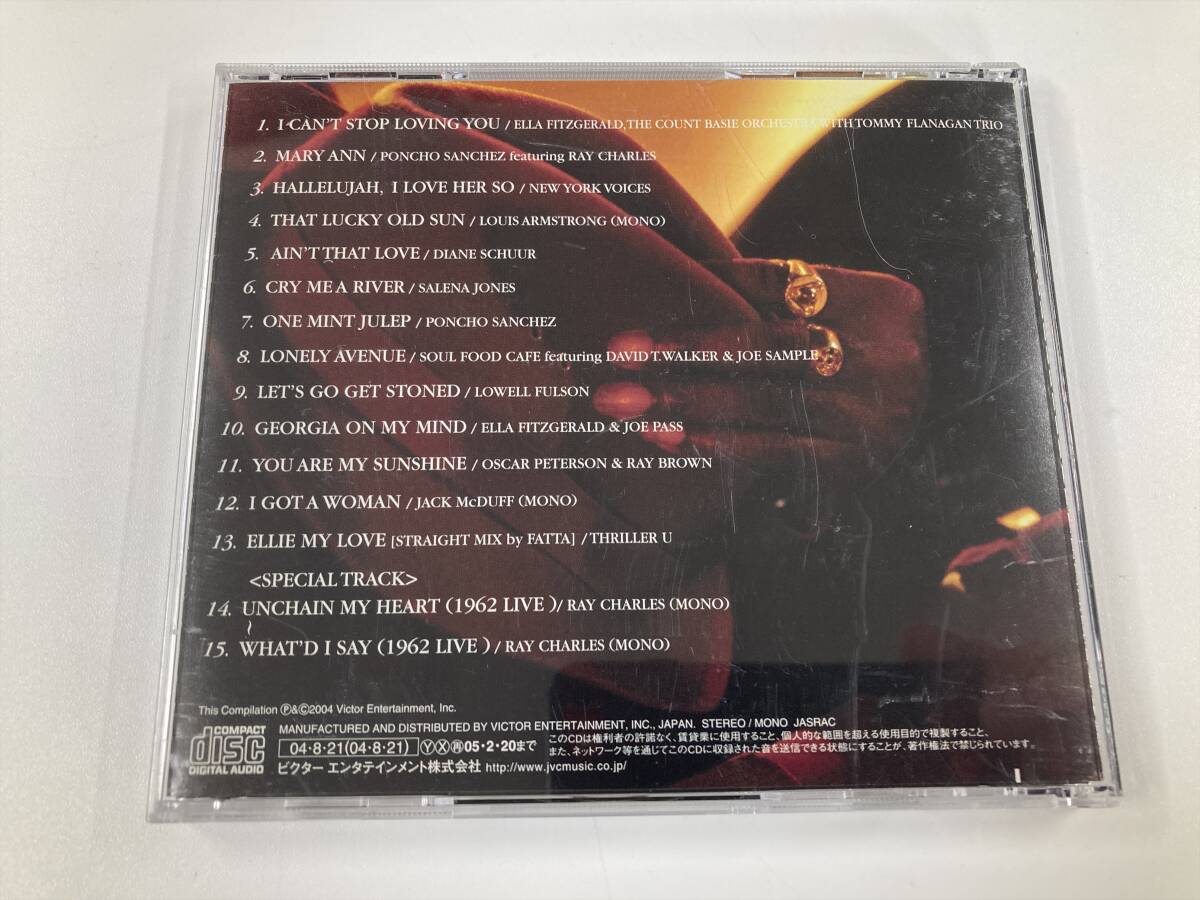 1. I CAN'T STOP LOVING YOU / ELLA FITZGERALD, THE COUNT BASIE ORCHESTRA WITH TOMMY FLANAGAN TRIO
2. MARY ANN / PONCHO SANCHEZ featuring RAY CHARLES
3. HALLELUJAH, I LOVE HER SO / NEW YORK VOICES
4. THAT LUCKY OLD SUN / LOUIS ARMSTRONG (MONO)
5. AIN'T THAT LOVE / DIANE SCHUUR
6. CRY ME A RIVER / SALENA JONES
7. ONE MINT JULEP / PONCHO SANCHEZ
8. LONELY AVENUE / SOUL FOOD CAFE featuring DAVID T. WALKER & JOE SAMPLE
9. LET'S GO GET STONED / LOWELL FULSON
10. GEORGIA ON MY MIND / ELLA FITZGERALD & JOE PASS
11. YOU ARE MY SUNSHINE / OSCAR PETERSON & RAY BROWN
12. I GOT A WOMAN / JACK McDUFF (MONO)
13. ELLIE MY LOVE [STRAIGHT MIX by FATTA] / THRILLER U
<SPECIAL TRACK>
14. UNCHAIN MY HEART (1962 LIVE) / RAY CHARLES (MONO)
15. WHAT'D I SAY (1962 LIVE) / RAY CHARLES (MONO)
This Compilation Ⓟ&Ⓒ2004 Victor Entertainment, Inc.
COMPACT disc DIGITAL AUDIO
MANUFACTURED AND DISTRIBUTED BY VICTOR ENTERTAINMENT, INC., JAPAN. STEREO / MONO JASRAC
04・8・21(04・8・21) Ⓨ Ⓧ ㊞05・2・20まで
このCDは権利者の許諾なく、賃貸業に使用すること、個人的な範囲を超える使用目的で複製すること、
また、ネットワーク等を通じてこのCDに収録された音を送信できる状態にすることが、著作権法で禁じられています。
ビクター エンタテインメント株式会社 http://www.jvcmusic.co.jp/